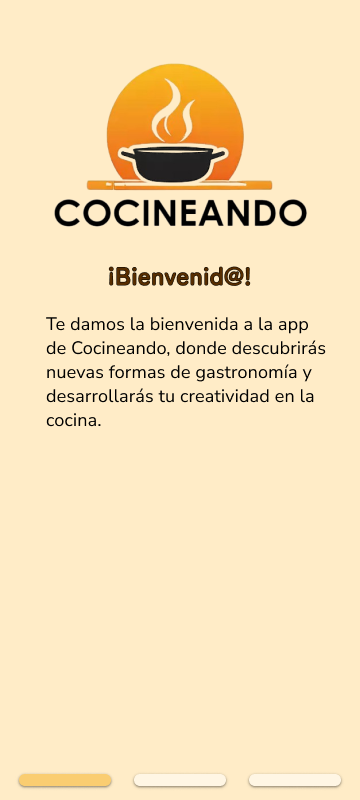 COCINEANDO
¡Bienvenid@!
Te damos la bienvenida a la app
de Cocineando, donde descubrirás
nuevas formas de gastronomía y
desarrollarás tu creatividad en la
cocina.